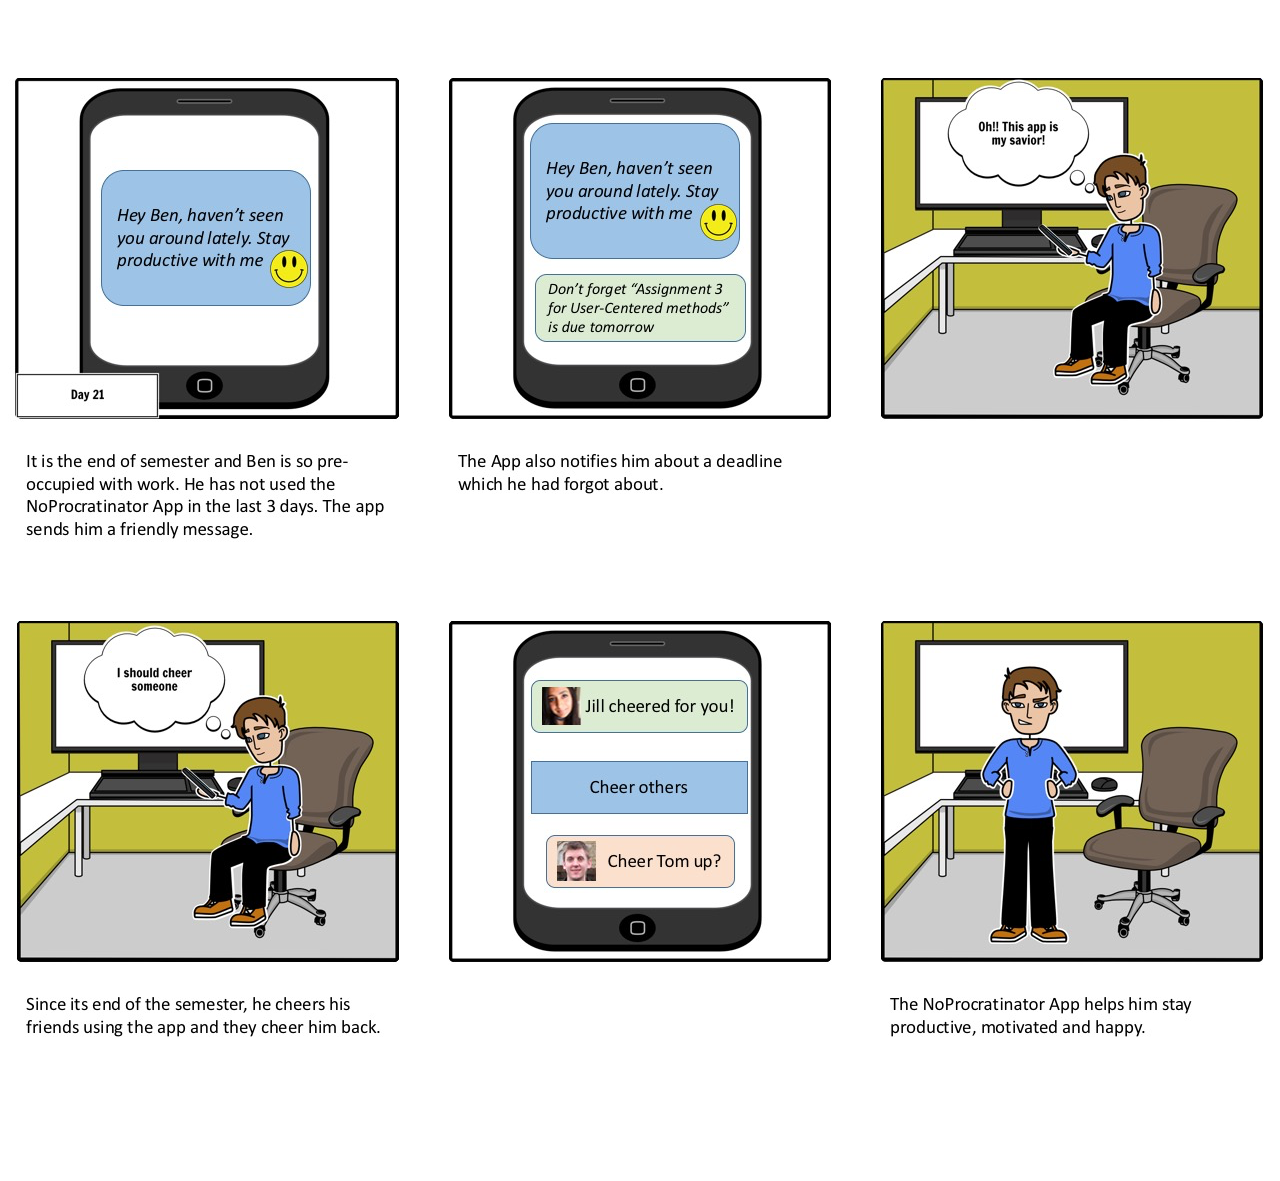 Hey Ben, haven't seen
you around lately. Stay
productive with me
Day 21
Hey Ben, haven't seen
you around lately. Stay
productive with me
Don't forget “Assignment 3
for User-Centered methods”
is due tomorrow
Oh!! This app is
my savior!
It is the end of semester and Ben is so pre-
occupied with work. He has not used the
NoProcratinator App in the last 3 days. The app
sends him a friendly message.
The App also notifies him about a deadline
which he had forgot about.
I should cheer
someone
Jill cheered for you!
Cheer others
Cheer Tom up?
Since its end of the semester, he cheers his
friends using the app and they cheer him back.
The NoProcratinator App helps him stay
productive, motivated and happy.